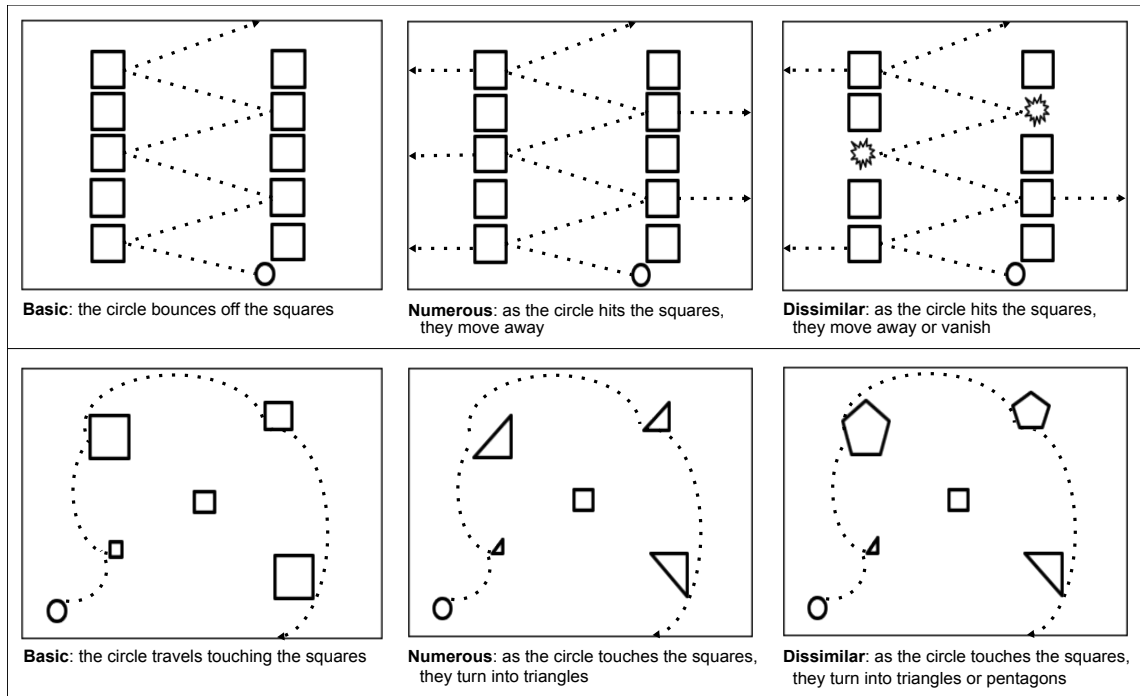 Basic: the circle bounces off the squares
Numerous: as the circle hits the squares,
they move away
Dissimilar: as the circle hits the squares,
they move away or vanish
Basic: the circle travels touching the squares
Numerous: as the circle touches the squares,
they turn into triangles
Dissimilar: as the circle touches the squares,
they turn into triangles or pentagons